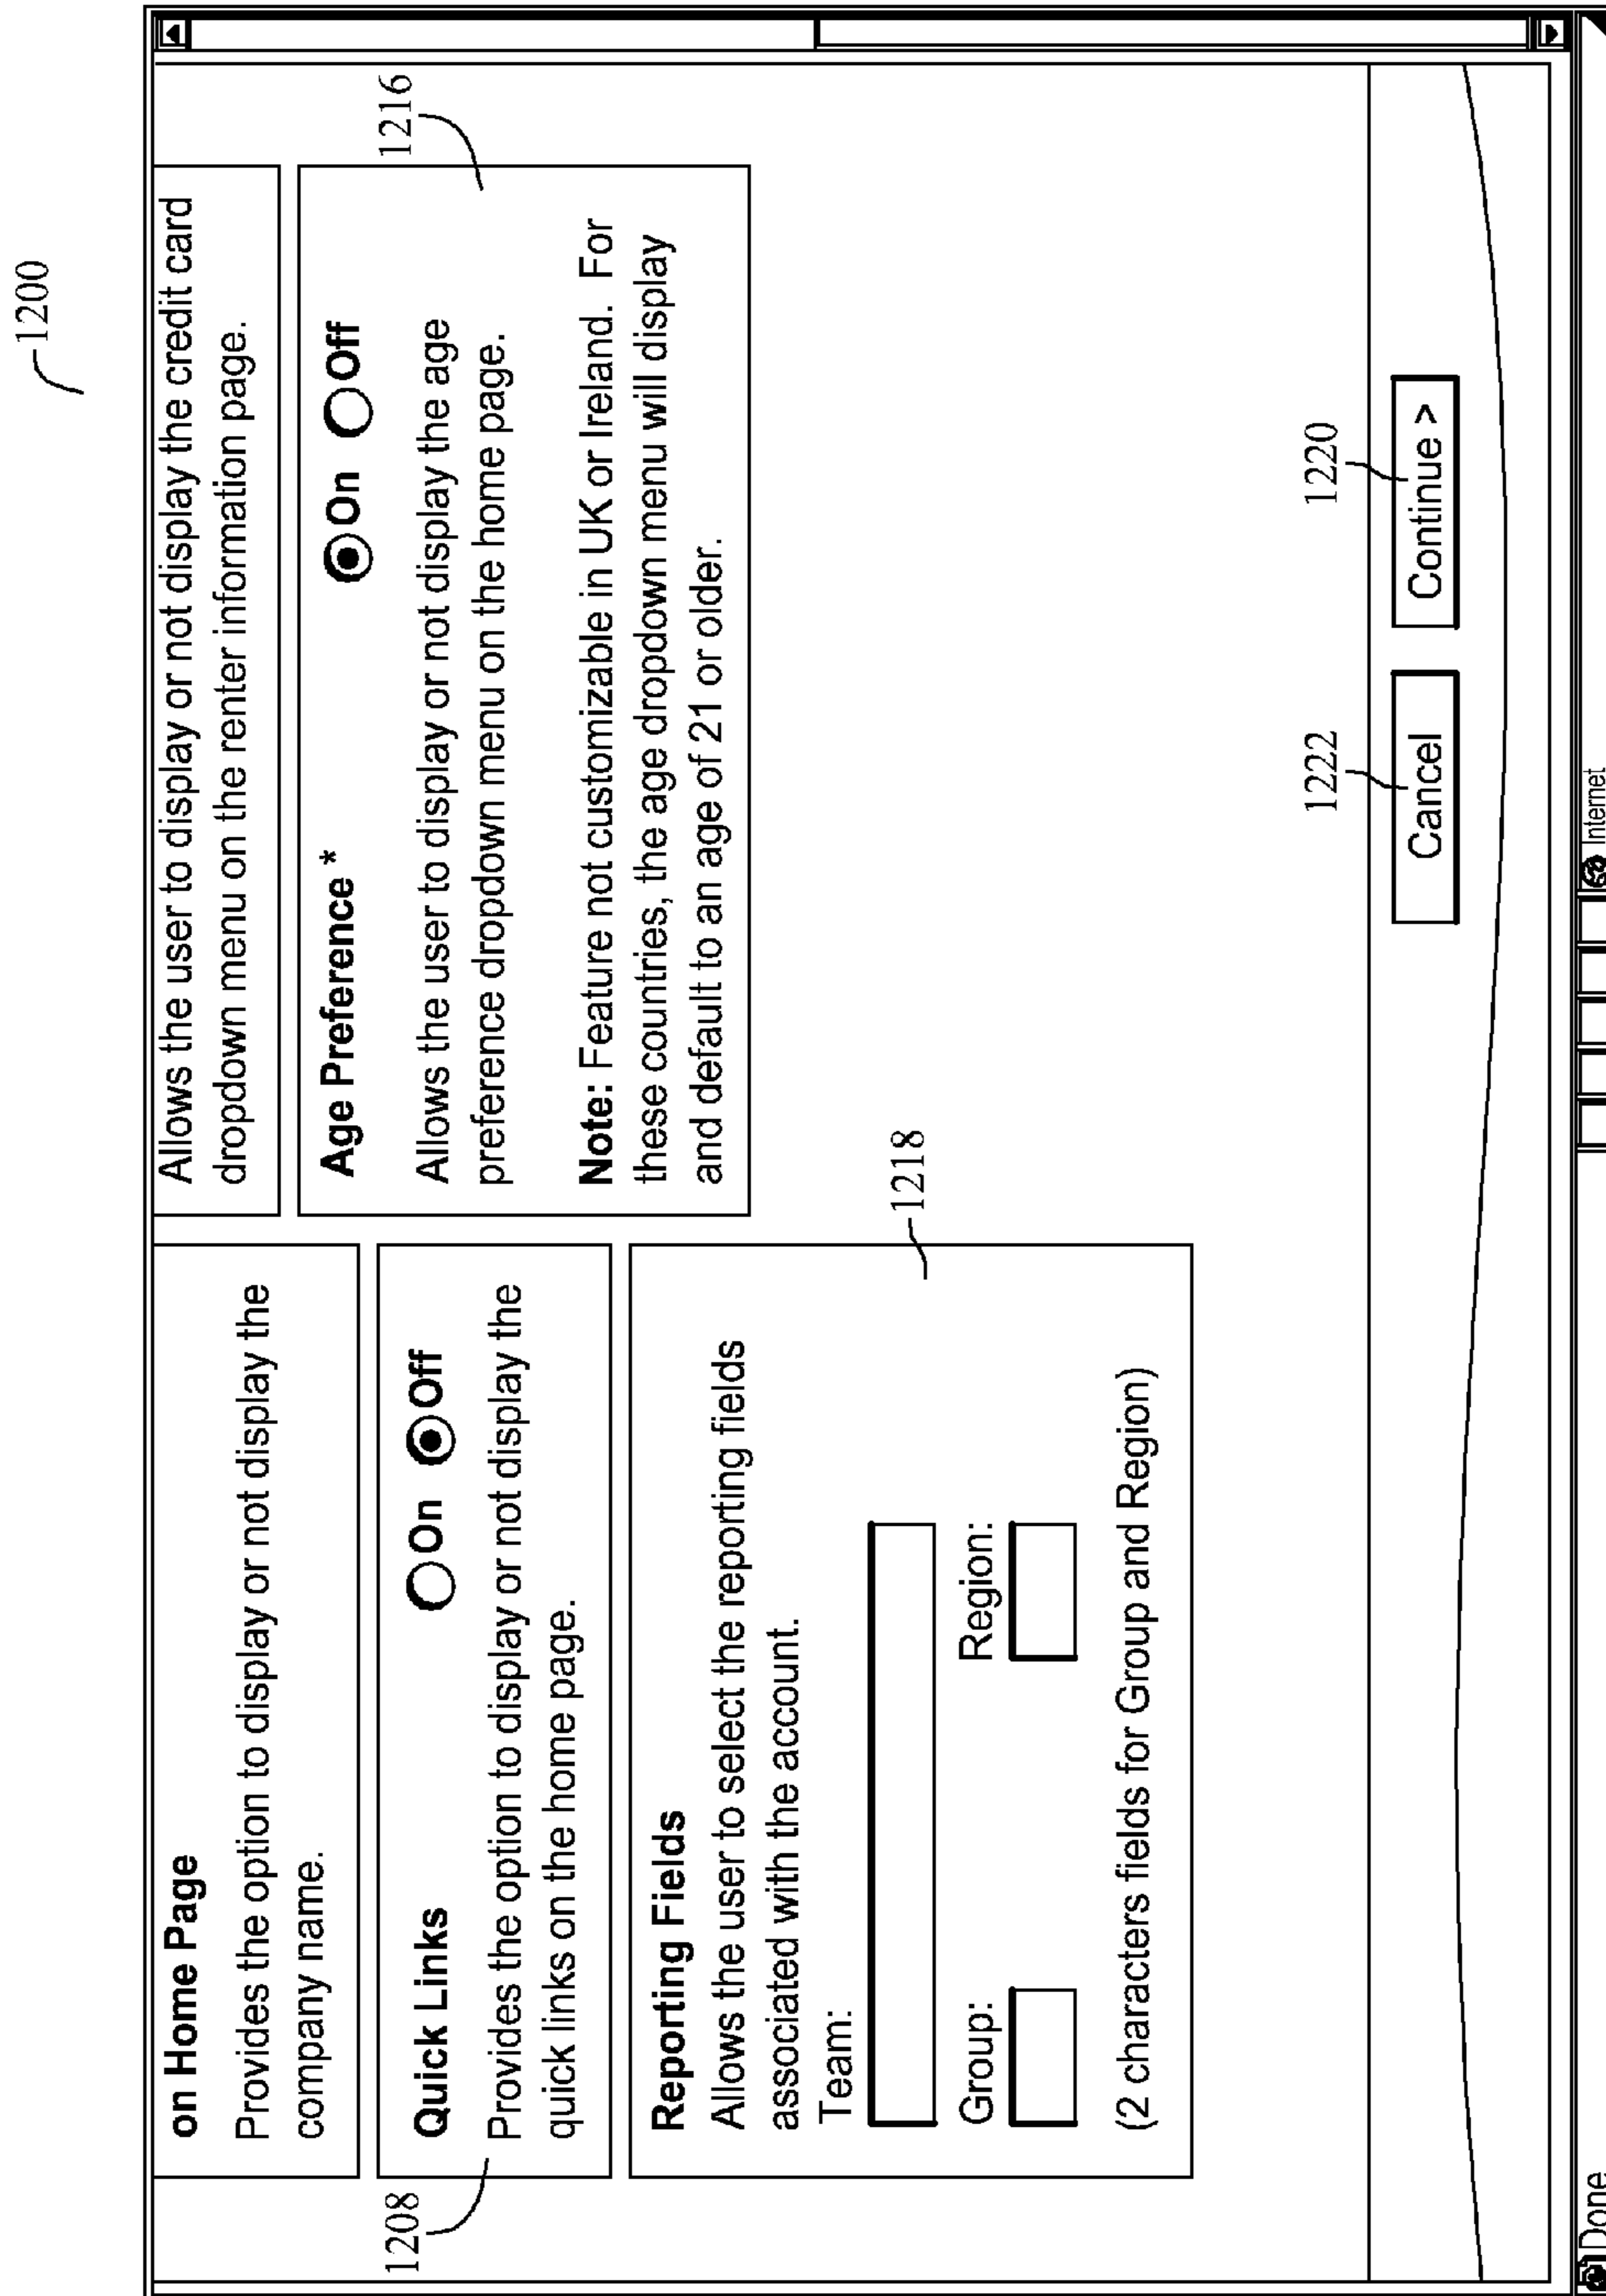 1200
on Home Page
Provides the option to display or not display the
company name.
1208
Quick Links On Off
Provides the option to display or not display the
quick links on the home page.
Reporting Fields
Allows the user to select the reporting fields
associated with the account.
Team:
Group: Region:
(2 characters fields for Group and Region)
1218
Allows the user to display or not display the credit card
dropdown menu on the renter information page.
1216
Age Preference * On Off
Allows the user to display or not display the age
preference dropdown menu on the home page.
Note: Feature not customizable in UK or Ireland. For
these countries, the age dropdown menu will display
and default to an age of 21 or older.
1222 1220
Cancel Continue >
Done Internet